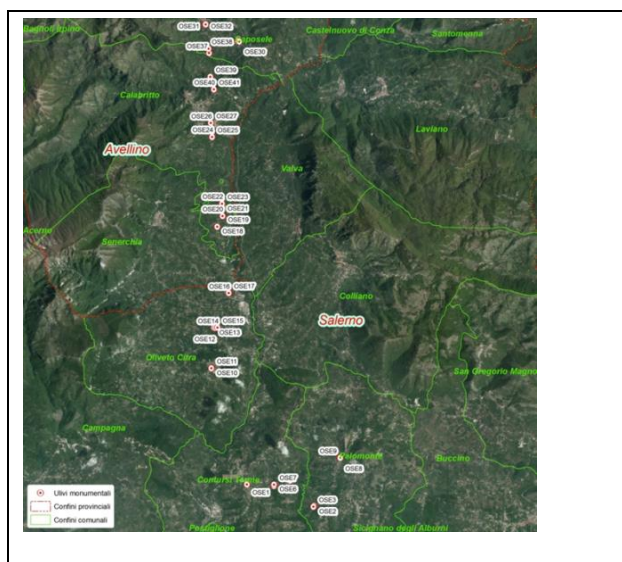 OSE31 OSE32
Bagnoli Irpino
OSE38 Caposele
Castelnuovo di Conza
Santomenna
OSE37
OSE30
OSE39
OSE40 OSE41
Calabritto
OSE26 OSE27
OSE24 OSE25
Laviano
Avellino
Valva
OSE22 OSE23
OSE20 OSE21
OSE19
OSE18
Acerno
Senerchia
OSE16 OSE17
Colliano
OSE14 OSE15
OSE13
OSE12
Salerno
Oliveto Citra
OSE11
OSE10
San Gregorio Magno
Campagna
OSE9
Palomonte
Buccino
OSE8
Contursi Terme
OSE7
OSE1
OSE6
OSE3
OSE2
Ulivi monumentali
Confini provinciali
Confini comunali
Postiglione
Sicignano degli Alburni